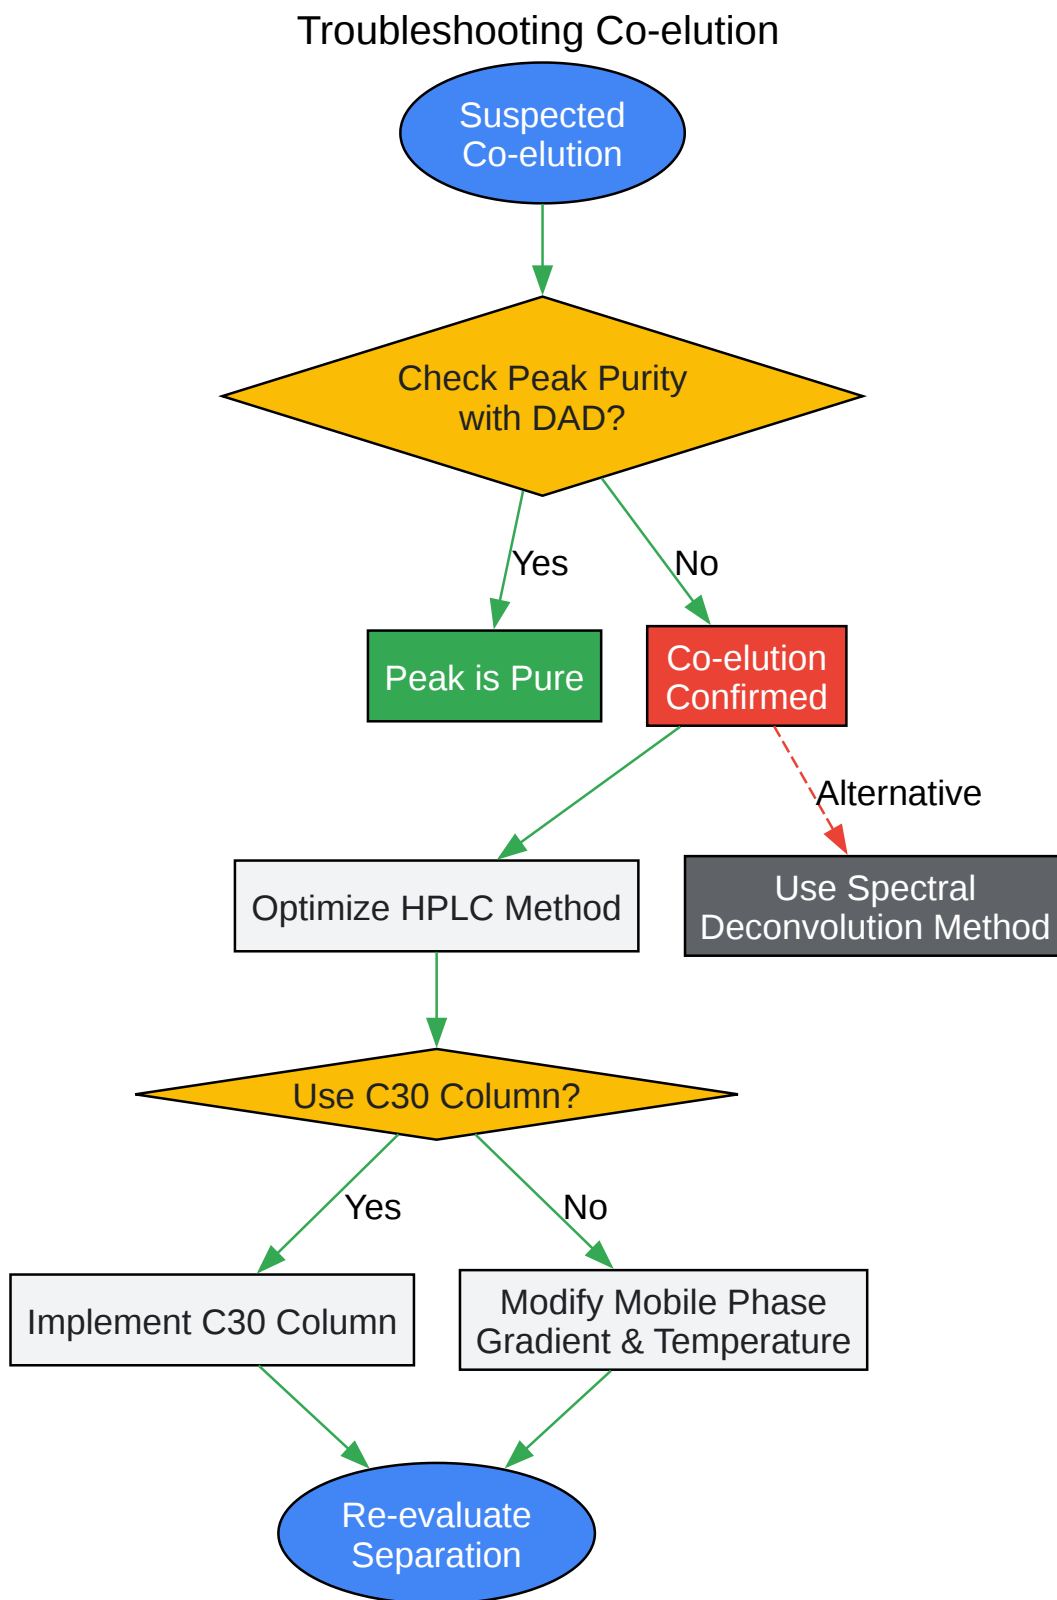 Troubleshooting Co-elution
Suspected
Co-elution
Check Peak Purity
with DAD?
Yes
No
Peak is Pure
Co-elution
Confirmed
Alternative
Optimize HPLC Method
Use Spectral
Deconvolution Method
Use C30 Column?
Yes
No
Implement C30 Column
Modify Mobile Phase
Gradient & Temperature
Re-evaluate
Separation